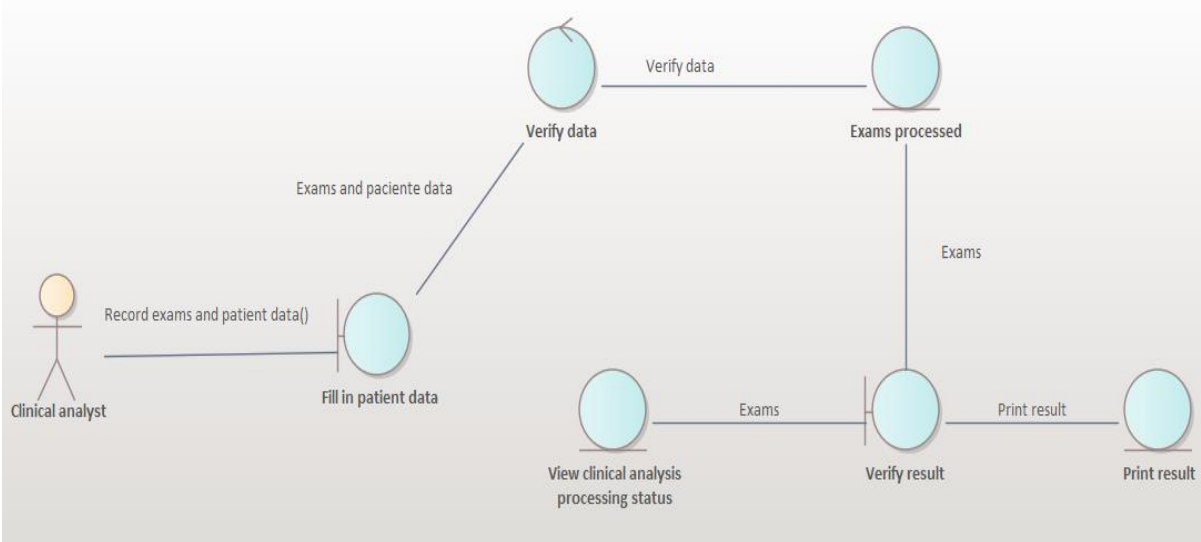 Verify data
Verify data
Exams processed
Exams and paciente data
Exams
Record exams and patient data()
Fill in patient data
Clinical analyst
Exams
Print result
View clinical analysis
processing status
Verify result
Print result